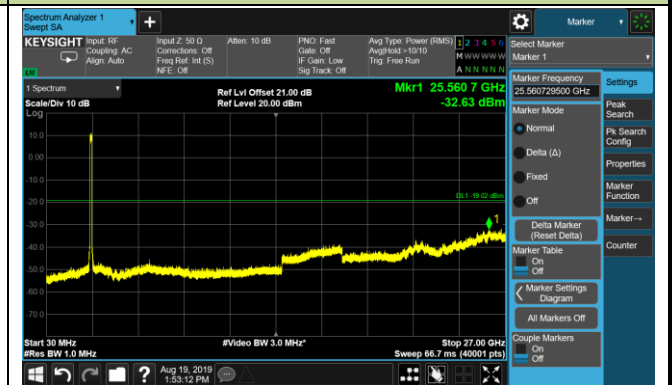 Spectrum Analyzer 1
Swept SA
+
Marker
KEYSIGHT
Input: RF
Coupling: AC
Align: Auto
Input Z: 50 Ω
Corrections: Off
Freq Ref: Int (S)
NFE: Off
Atten: 10 dB
PNO: Fast
Gate: Off
IF Gain: Low
Sig Track: Off
Avg Type: Power (RMS)
Avg|Hold:>10/10
Trig: Free Run
1 2 3 4 5 6
M W W W W W
A N N N N N
Select Marker
Marker 1
Marker Frequency
25.560729500 GHz
Settings
1 Spectrum
Scale/Div 10 dB
Log
Ref Lvl Offset 21.00 dB
Ref Level 20.00 dBm
Mkr1 25.560 7 GHz
-32.63 dBm
Marker Mode
Normal
Delta (Δ)
Fixed
Off
Peak
Search
Pk Search
Config
Properties
Marker
Function
Marker→
Counter
10.0
0.00
-10.0
-20.0
-30.0
-40.0
-50.0
-60.0
-70.0
DL1 -19.02 dBm
1
Delta Marker
(Reset Delta)
Marker Table
On
Off
Marker Settings
Diagram
All Markers Off
Couple Markers
On
Off
Start 30 MHz
#Res BW 1.0 MHz
#Video BW 3.0 MHz*
Stop 27.00 GHz
Sweep 66.7 ms (40001 pts)
?
Aug 19, 2019
1:53:12 PM